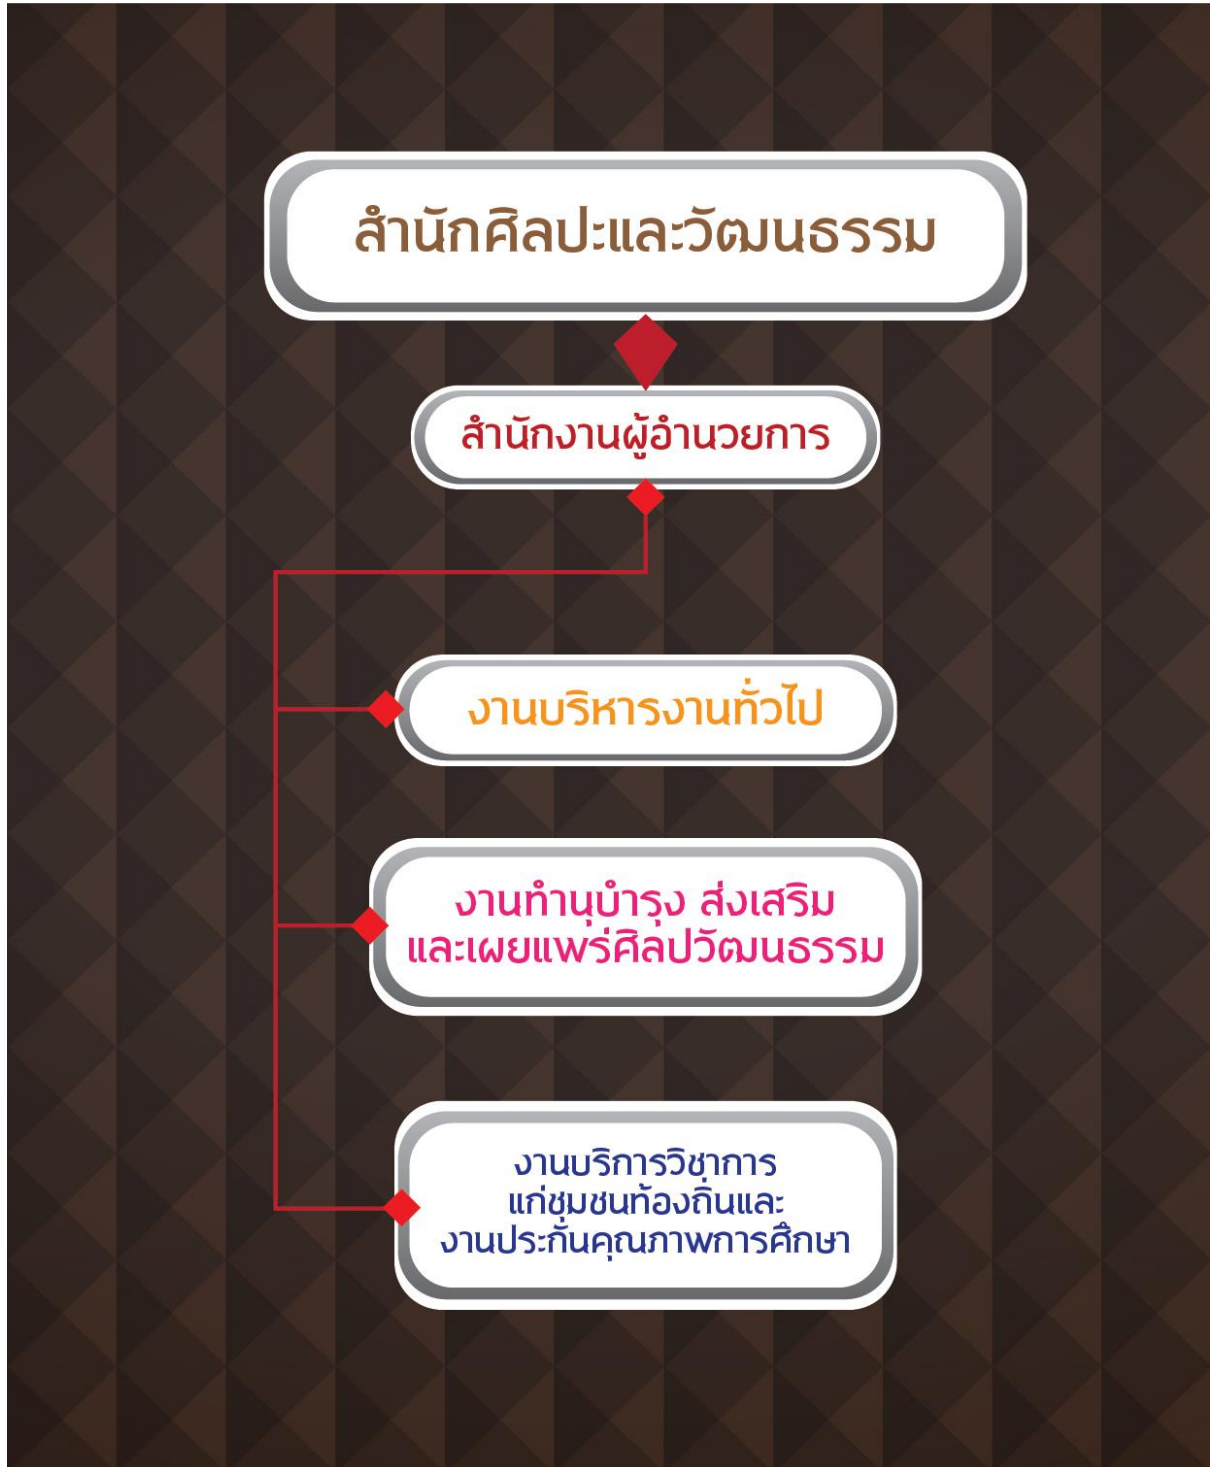 สำนักศิลปะและวัฒนธรรม
สำนักงานผู้อำนวยการ
งานบริหารงานทั่วไป
งานทำนุบำรุง ส่งเสริม
และเผยแพร่ศิลปวัฒนธรรม
งานบริการวิชาการ
แก่ชุมชนท้องถิ่นและ
งานประกันคุณภาพการศึกษา